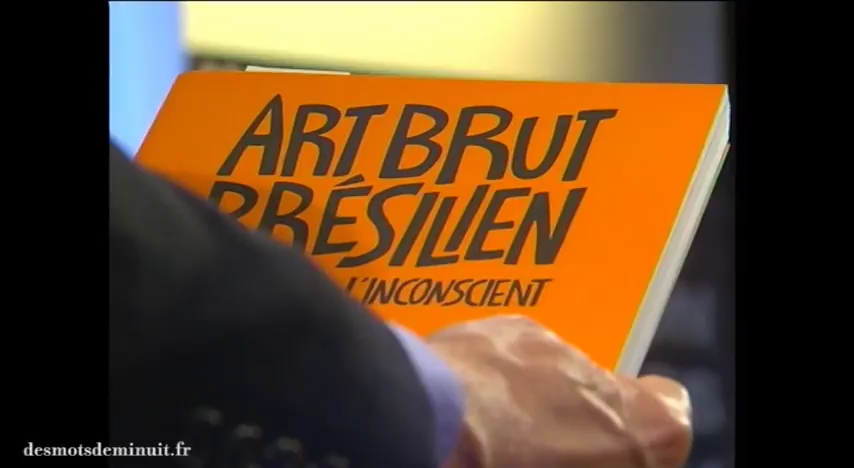 ART BRUT
BRÉSILIEN
L'INCONSCIENT
desmotsdeminuit.fr